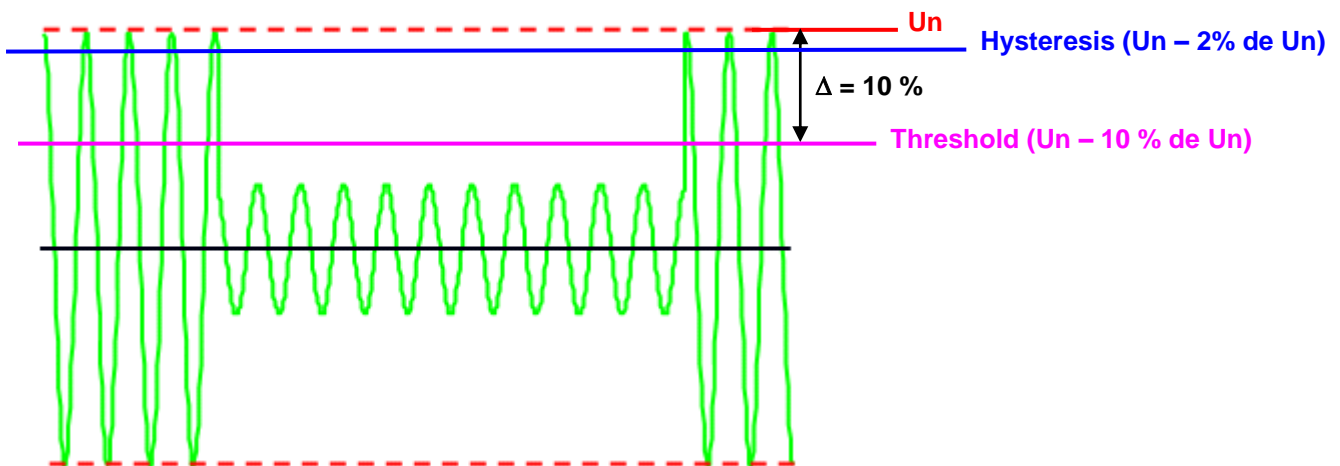 Un
Hysteresis (Un – 2% de Un)
Δ = 10 %
Threshold (Un – 10 % de Un)